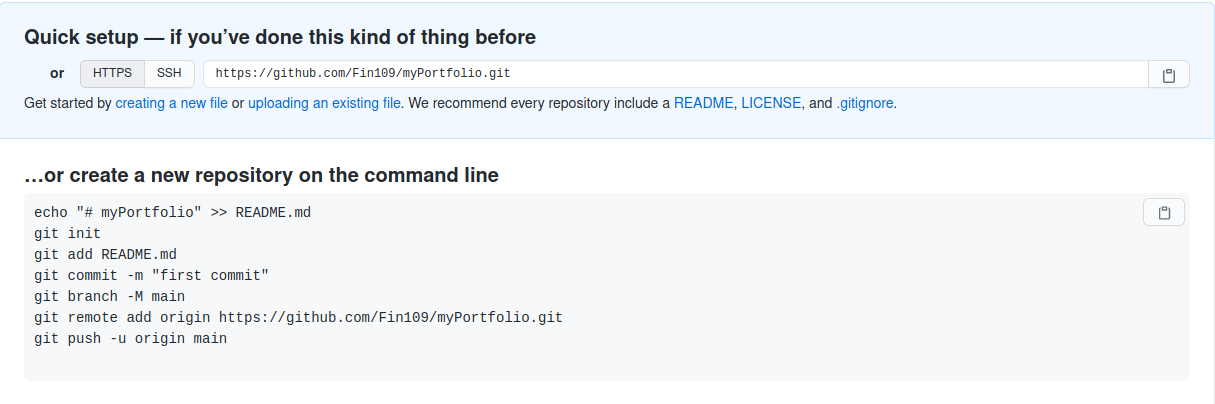 Quick setup — if you’ve done this kind of thing before
or HTTPS SSH https://github.com/Fin109/myPortfolio.git
Get started by creating a new file or uploading an existing file. We recommend every repository include a README, LICENSE, and .gitignore.
…or create a new repository on the command line
echo "# myPortfolio" >> README.md
git init
git add README.md
git commit -m "first commit"
git branch -M main
git remote add origin https://github.com/Fin109/myPortfolio.git
git push -u origin main